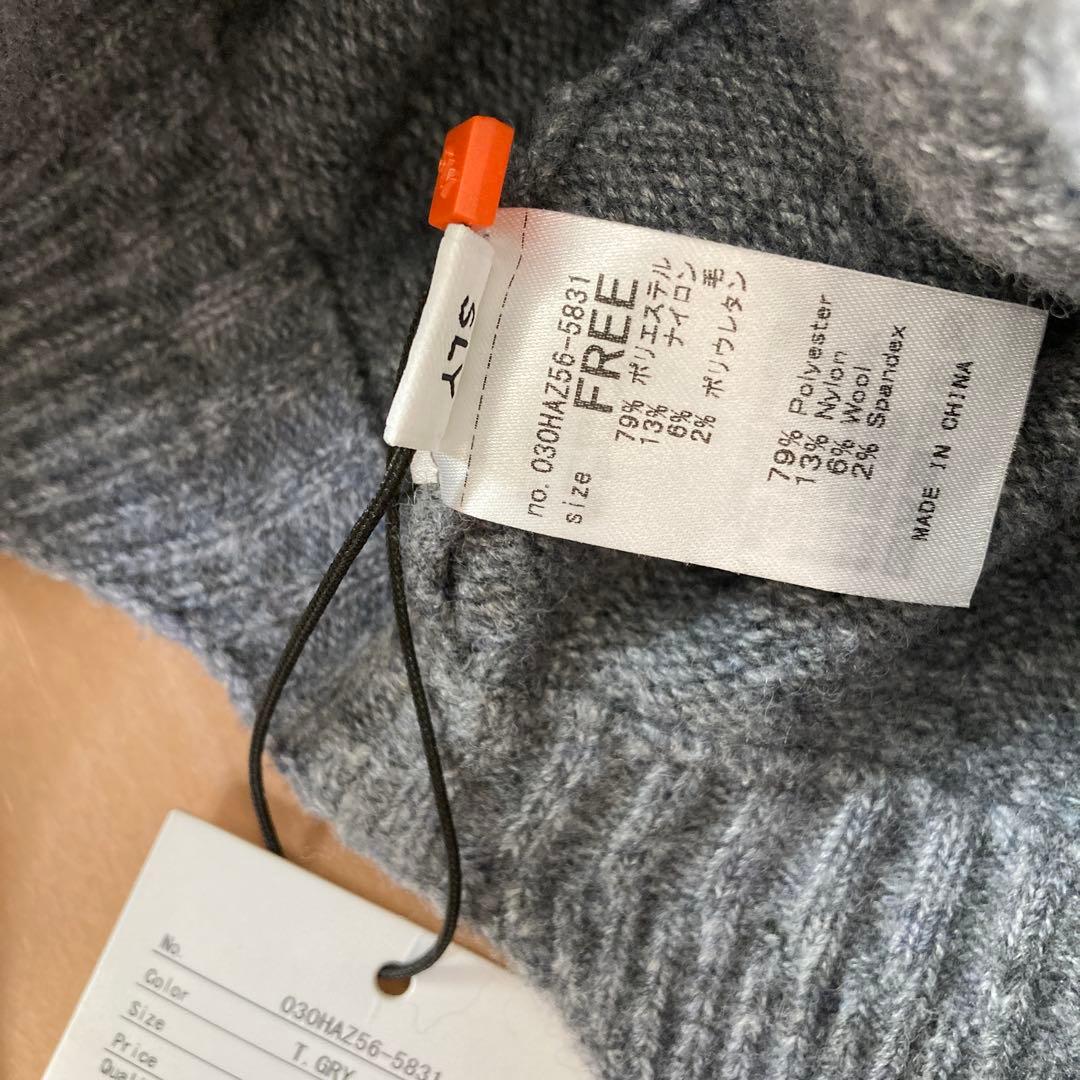 SLY
no. 030HAZ56-5831
size FREE
79% ポリエステル
13% ナイロン
6% 毛
2% ポリウレタン
79% Polyester
13% Nylon
6% Wool
2% Spandex
MADE IN CHINA
No. 030HAZ56-5831
Color T. GRY
Size
Price